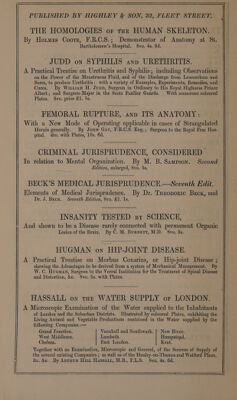 PUBLISHED BY HIGHLEY & SON, 32, FLEET STREET.
THE HOMOLOGIES OF THE HUMAN SKELETON.
By HOLMES COOTE, F.R.C.S.; Demonstrator of Anatomy at St.
Bartholomew's Hospital. 8vo. 4s. 6d.
JUDD ON SYPHILIS AND URETHRITIS.
A Practical Treatise on Urethritis and Syphilis; including Observations
on the Power of the Menstruous Fluid, and of the Discharge from Leucorrhœa and
Sores, to produce Urethritis: with a variety of Examples, Experiments, Remedies, and
Cures. By WILLIAM H. JUDD, Surgeon in Ordinary to His Royal Highness Prince
Albert; and Surgeon-Major in the Scots Fusilier Guards. With numerous coloured
Plates. 8vo. price £1. 5s.
FEMORAL RUPTURE, AND ITS ANATOMY:
With a New Mode of Operating applicable in cases of Strangulated
Hernia generally. By JOHN GAY, F.R.C.S Eng.; Surgeon to the Royal Free Hos-
pital. 4to. with Plates, 10s. 6d.
CRIMINAL JURISPRUDENCE, CONSIDERED
In relation to Mental Organization. By M. B. SAMPSON. Second
Edition, enlarged, 8vo. 5s.
BECK'S MEDICAL JURISPRUDENCE.—Seventh Edit.
Elements of Medical Jurisprudence. By DR. THEODORIC BECK, and
DR. J. BECK. Seventh Edition, 8vo. £1. 1s.
INSANITY TESTED BY SCIENCE,
And shown to be a Disease rarely connected with permanent Organic
Lesion of the Brain. By C. M. BURNETT, M.D. 8vo. 5s.
HUGMAN ON HIP-JOINT DISEASE.
A Practical Treatise on Morbus Coxarius, or Hip-joint Disease;
shewing the Advantages to be derived from a system of Mechanical Management. By
W. C. HUGMAN, Surgeon to the Verral Institution for the Treatment of Spinal Disease
and Distortion, &c. 8vo. 5s. with Plates.
HASSALL ON THE WATER SUPPLY OF LONDON.
A Microscopic Examination of the Water supplied to the Inhabitants
of London and the Suburban Districts. Illustrated by coloured Plates, exhibiting the
Living Animal and Vegetable Productions contained in the Water supplied by the
following Companies:—
Grand Junction. Vauxhall and Southwark. New River.
West Middlesex. Lambeth. Hampstead.
Chelsea. East London. Kent.
Together with an Examination, Microscopic and General, of the Sources of Supply of
the several existing Companies; as well as of the Henley-on-Thames and Watford Plans,
&c. &c. By ARTHUR HILL HASSALL, M.B., F.L.S. 8vo. 4s. 6d.